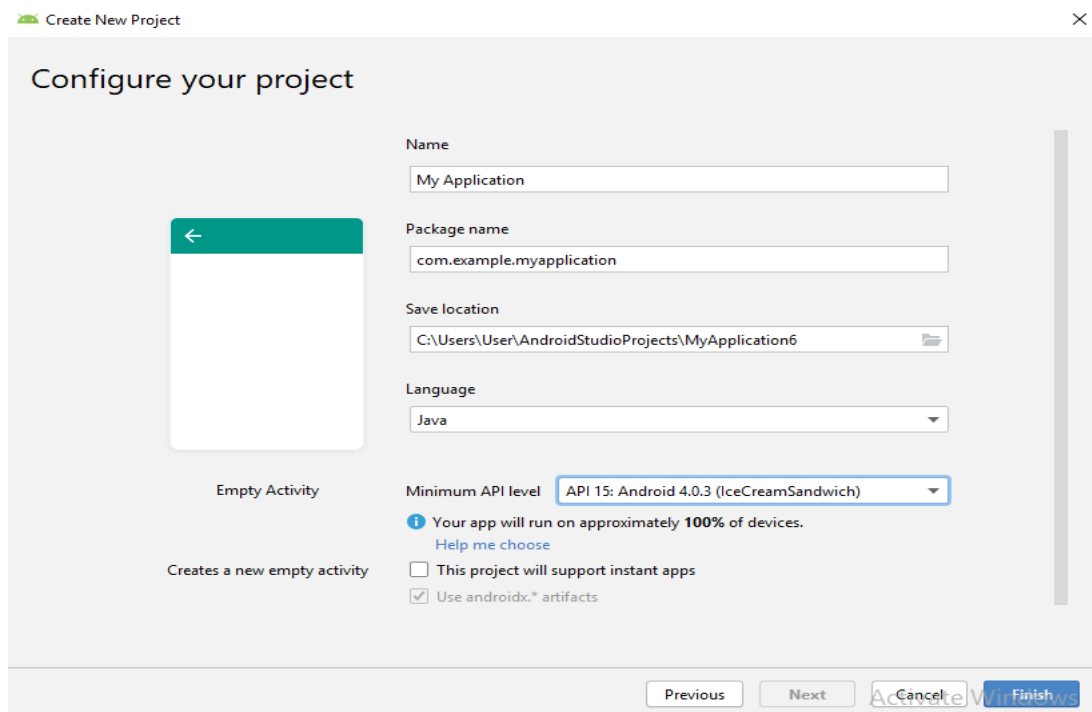 Create New Project
Configure your project
Name
My Application
Package name
com.example.myapplication
Save location
C:\Users\User\AndroidStudioProjects\MyApplication6
Language
Java
Empty Activity
Minimum API level API 15: Android 4.0.3 (IceCreamSandwich)
Your app will run on approximately 100% of devices.
Help me choose
Creates a new empty activity
This project will support instant apps
Use androidx.* artifacts
Previous Next Cancel Finish
Activate Windows